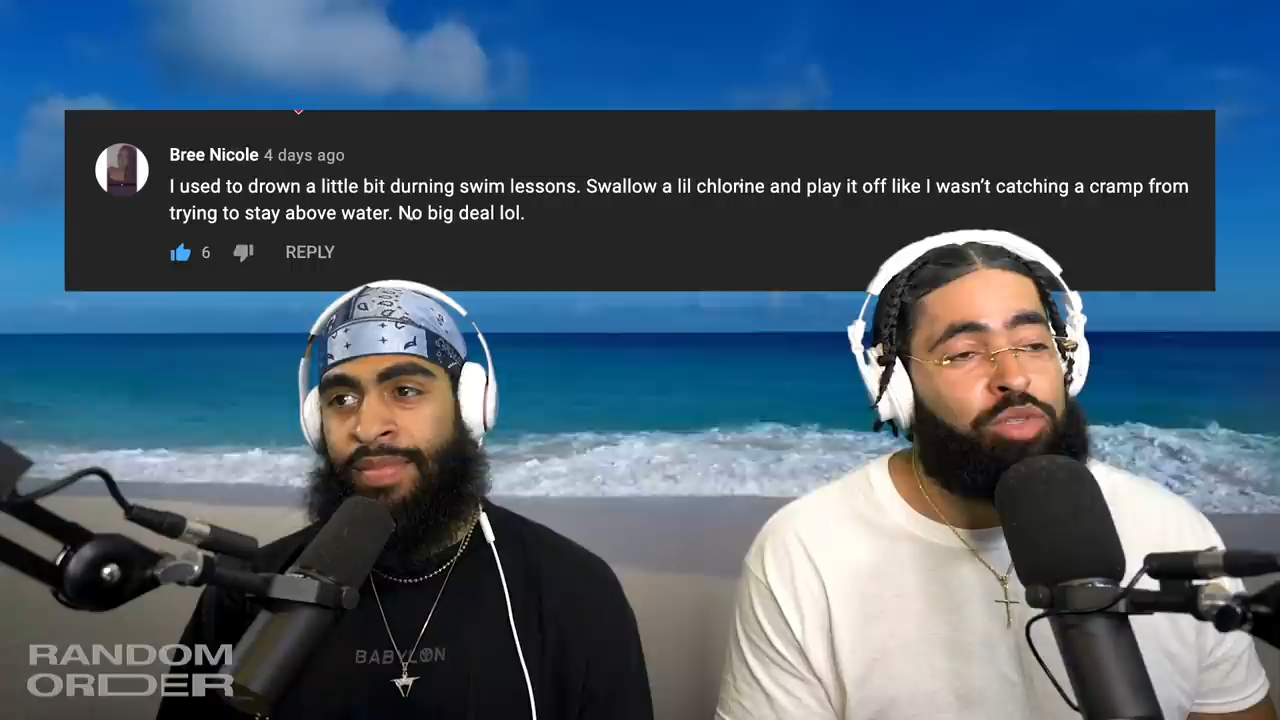 Bree Nicole 4 days ago
I used to drown a little bit durning swim lessons. Swallow a lil chlorine and play it off like I wasn't catching a cramp from
trying to stay above water. No big deal lol.
6 REPLY
BABYLON
RANDOM
ORDER